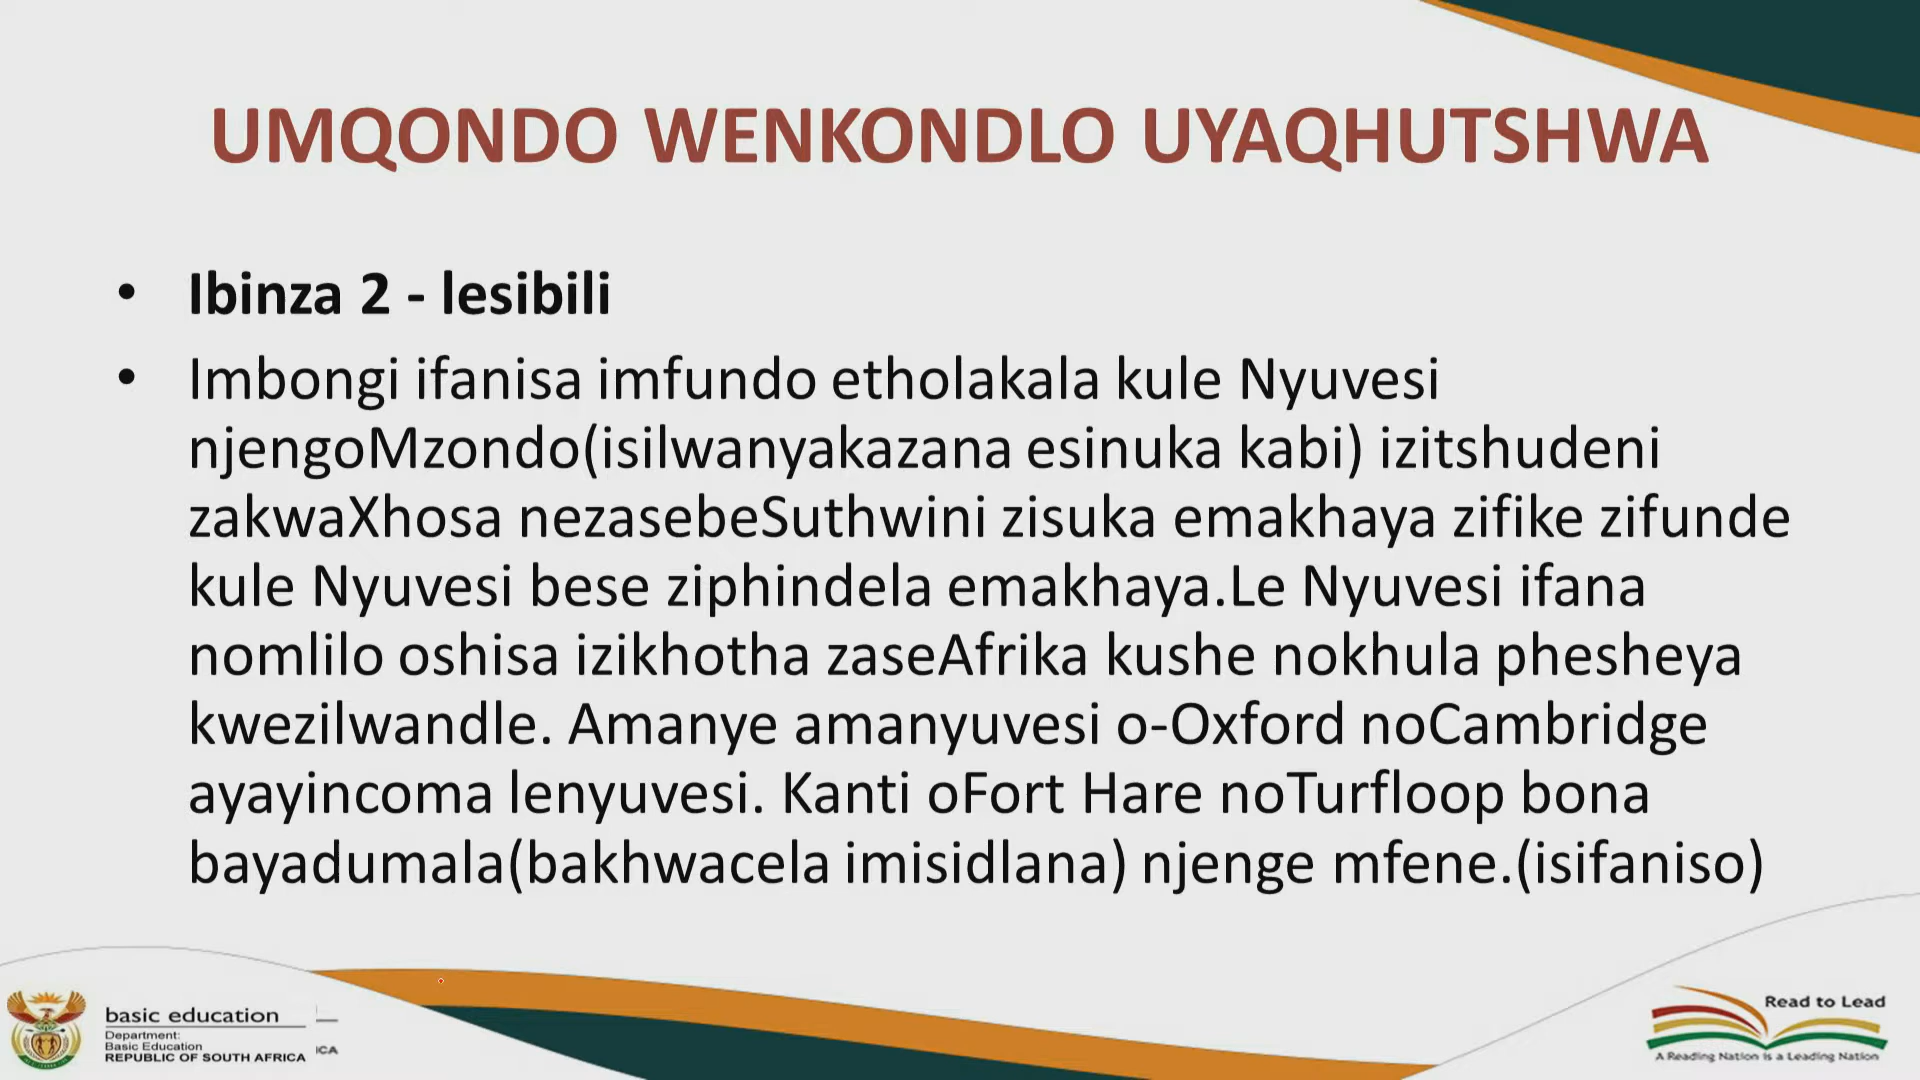 UMQONDO WENKONDLO UYAQHUTSHWA
• Ibinza 2 - lesibili
• Imbongi ifanisa imfundo etholakala kule Nyuvesi
njengoMzondo(isilwanyakazana esinuka kabi) izitshudeni
zakwaXhosa nezasebeSuthwini zisuka emakhaya zifike zifunde
kule Nyuvesi bese ziphindela emakhaya.Le Nyuvesi ifana
nomlilo oshisa izikhotha zaseAfrika kushe nokhula phesheya
kwezilwandle. Amanye amanyuvesi o-Oxford noCambridge
ayayincoma lenyuvesi. Kanti oFort Hare noTurfloop bona
bayadumala(bakhwacela imisidlana) njenge mfene.(isifaniso)
basic education
Department:
Basic Education
REPUBLIC OF SOUTH AFRICA
ICA
Read to Lead
A Reading Nation is a Leading Nation